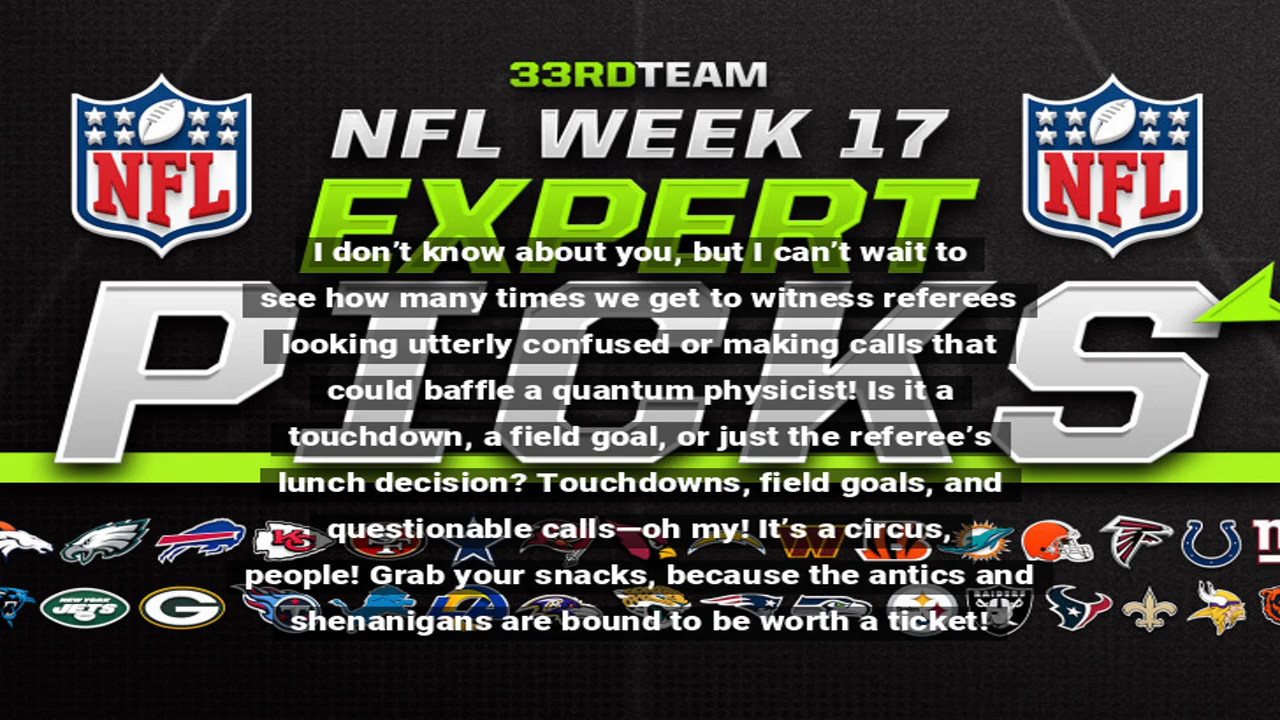 33RDTEAM
NFL WEEK 17
EXPERT
PICKS
NFL
NFL
I don’t know about you, but I can’t wait to
see how many times we get to witness referees
looking utterly confused or making calls that
could baffle a quantum physicist! Is it a
touchdown, a field goal, or just the referee’s
lunch decision? Touchdowns, field goals, and
questionable calls—oh my! It’s a circus,
people! Grab your snacks, because the antics and
shenanigans are bound to be worth a ticket!
NEW YORK
JETS
KC
G
RAIDERS